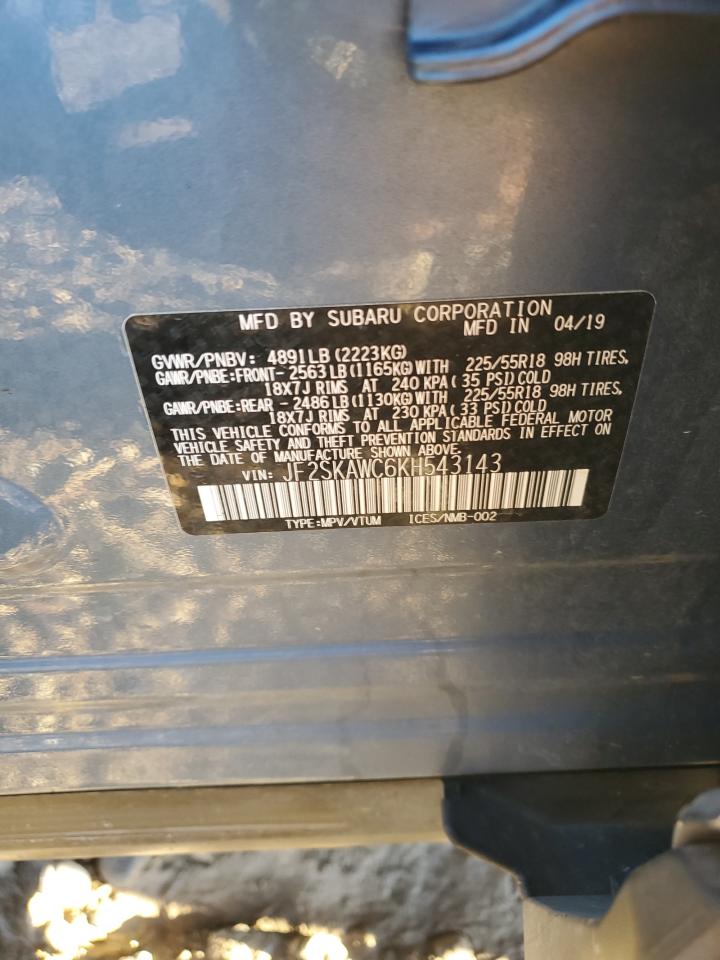 MFD BY SUBARU CORPORATION
MFD IN 04/19
GVWR/PNBV: 4891LB (2223KG)
GAWR/PNBE:FRONT-2563LB(1165KG)WITH 225/55R18 98H TIRES,
18X7J RIMS AT 240 KPA(35 PSI)COLD
GAWR/PNBE:REAR -2486LB(1130KG)WITH 225/55R18 98H TIRES,
18X7J RIMS AT 230 KPA(33 PSI)COLD
THIS VEHICLE CONFORMS TO ALL APPLICABLE FEDERAL MOTOR
VEHICLE SAFETY AND THEFT PREVENTION STANDARDS IN EFFECT ON
THE DATE OF MANUFACTURE SHOWN ABOVE.
VIN: JF2SKAWC6KH543143
TYPE:MPV/VTUM ICES/NMB-002